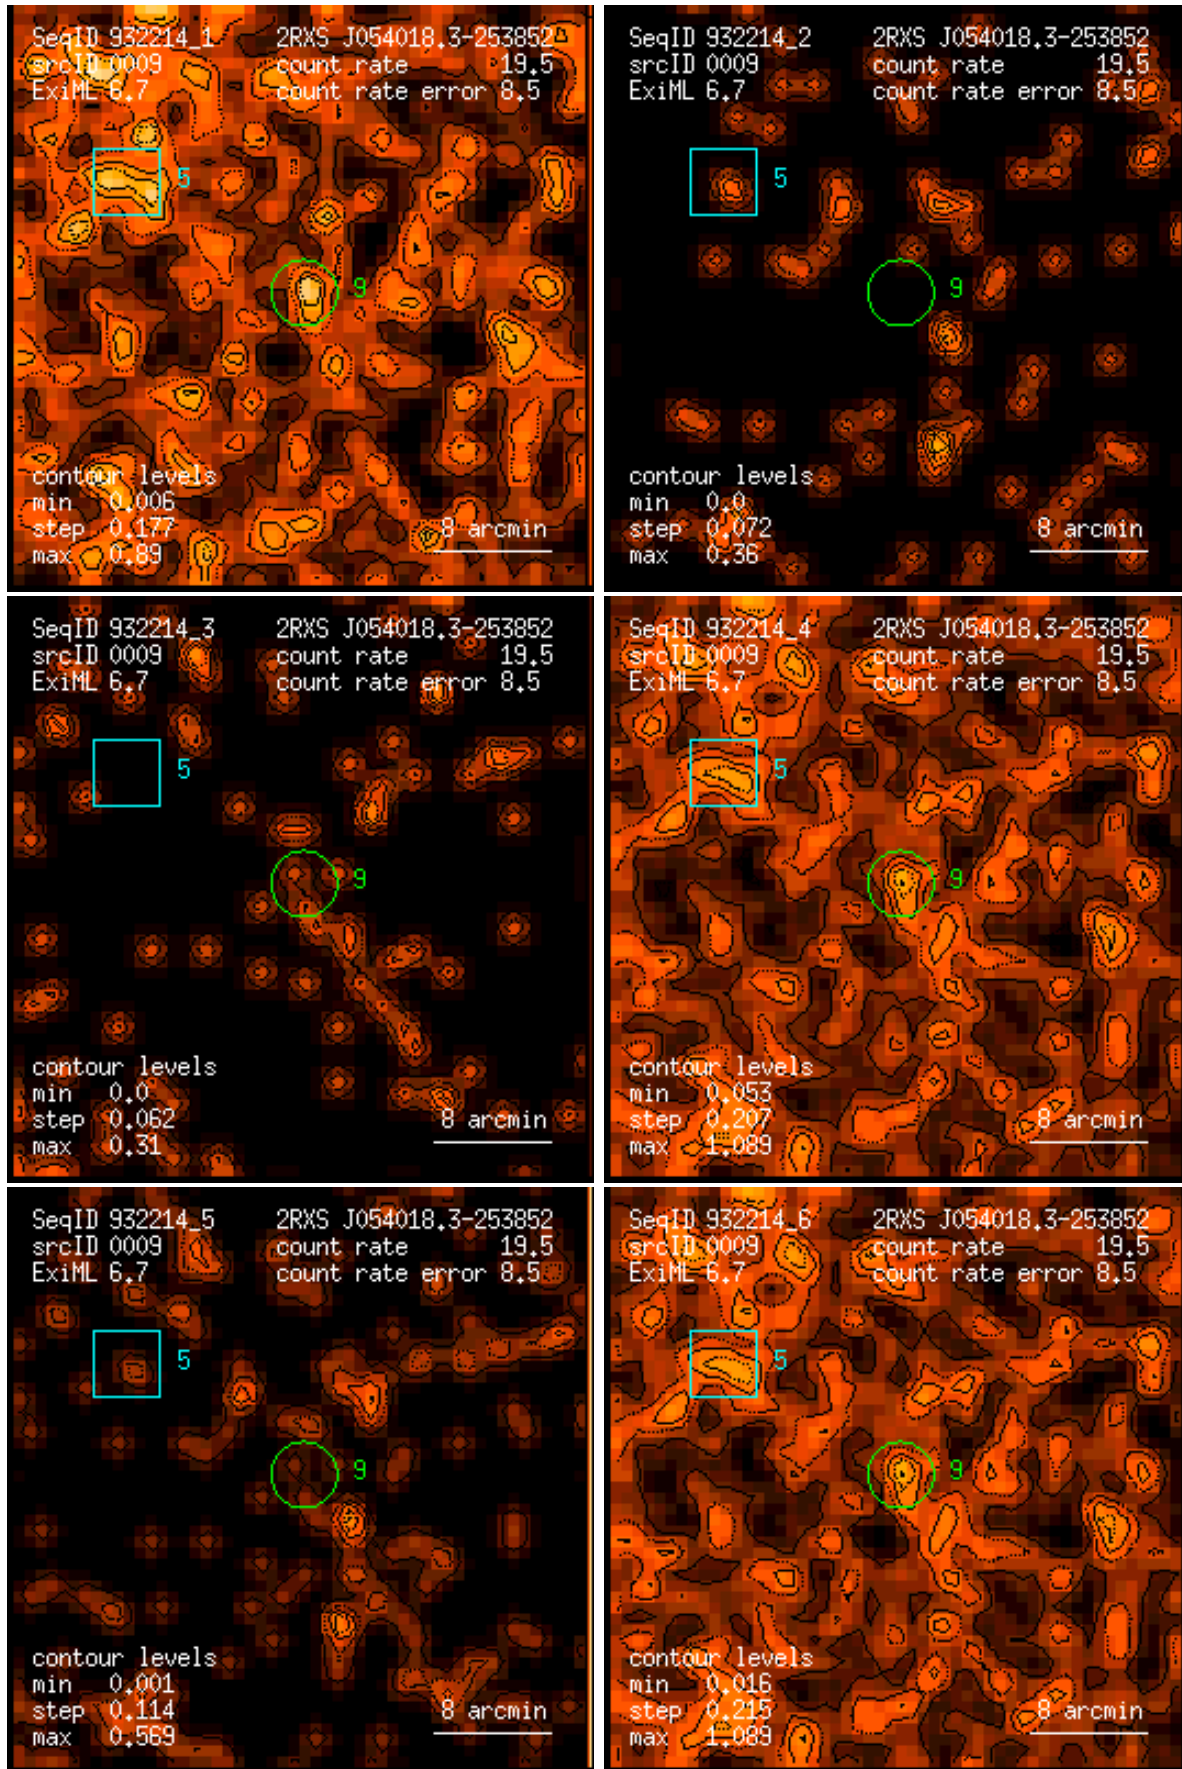 SeqID 932214_1 2RXS J054018.3-253852
srcID 0009 count rate 19.5
ExiML 6.7 count rate error 8.5
5
9
contour levels
min 0.006
step 0.177 8 arcmin
max 0.89
SeqID 932214_2 2RXS J054018.3-253852
srcID 0009 count rate 19.5
ExiML 6.7 count rate error 8.5
5
9
contour levels
min 0.0
step 0.072 8 arcmin
max 0.36
SeqID 932214_3 2RXS J054018.3-253852
srcID 0009 count rate 19.5
ExiML 6.7 count rate error 8.5
5
9
contour levels
min 0.0
step 0.062 8 arcmin
max 0.31
SeqID 932214_4 2RXS J054018.3-253852
srcID 0009 count rate 19.5
ExiML 6.7 count rate error 8.5
5
9
contour levels
min 0.053
step 0.207 8 arcmin
max 1.089
SeqID 932214_5 2RXS J054018.3-253852
srcID 0009 count rate 19.5
ExiML 6.7 count rate error 8.5
5
9
contour levels
min 0.001
step 0.114 8 arcmin
max 0.569
SeqID 932214_6 2RXS J054018.3-253852
srcID 0009 count rate 19.5
ExiML 6.7 count rate error 8.5
5
9
contour levels
min 0.016
step 0.215 8 arcmin
max 1.089